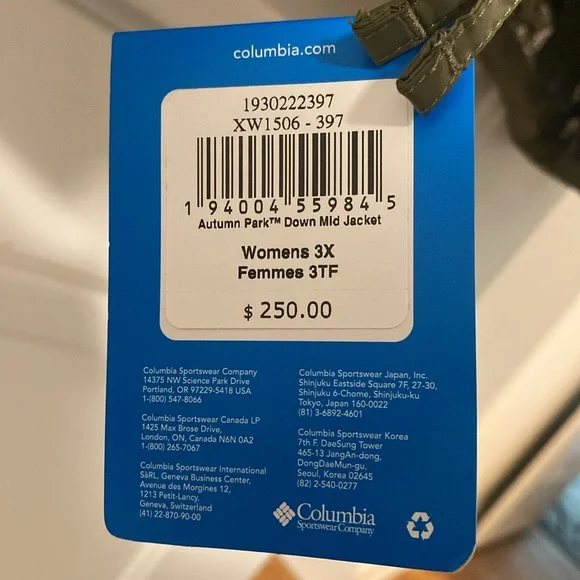 columbia.com
1930222397
XW1506 - 397
1 94004 55984 5
Autumn Park™ Down Mid Jacket
Womens 3X
Femmes 3TF
$ 250.00
Columbia Sportswear Company
14375 NW Science Park Drive
Portland, OR 97229-5418 USA
1-(800) 547-8066
Columbia Sportswear Canada LP
1425 Max Brose Drive,
London, ON, Canada N6N 0A2
1-(800) 265-7067
Columbia Sportswear International
SàRL, Geneva Business Center,
Avenue des Morgines 12,
1213 Petit-Lancy,
Geneva, Switzerland
(41) 22-870-90-00
Columbia Sportswear Japan, Inc.
Shinjuku Eastside Square 7F, 27-30,
Shinjuku 6-Chome, Shinjuku-ku
Tokyo, Japan 160-0022
(81) 3-6892-4601
Columbia Sportswear Korea
7th F. DaeSung Tower
465-13 JangAn-dong,
DongDaeMun-gu,
Seoul, Korea 02645
(82) 2-540-0277
Columbia
Sportswear Company